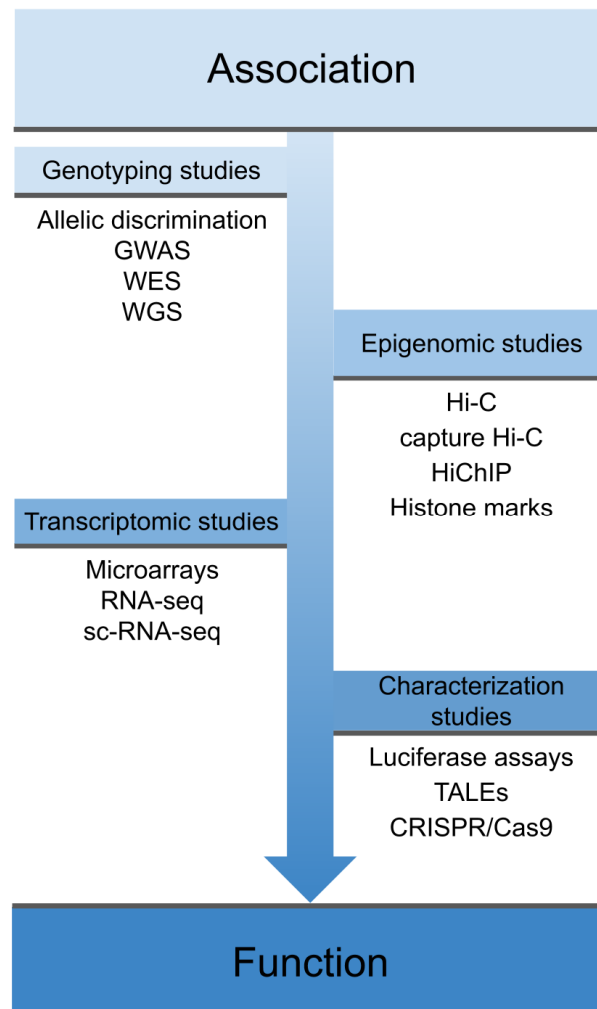 Association
Genotyping studies
Allelic discrimination
GWAS
WES
WGS
Epigenomic studies
Hi-C
capture Hi-C
HiChIP
Histone marks
Transcriptomic studies
Microarrays
RNA-seq
sc-RNA-seq
Characterization
studies
Luciferase assays
TALEs
CRISPR/Cas9
Function